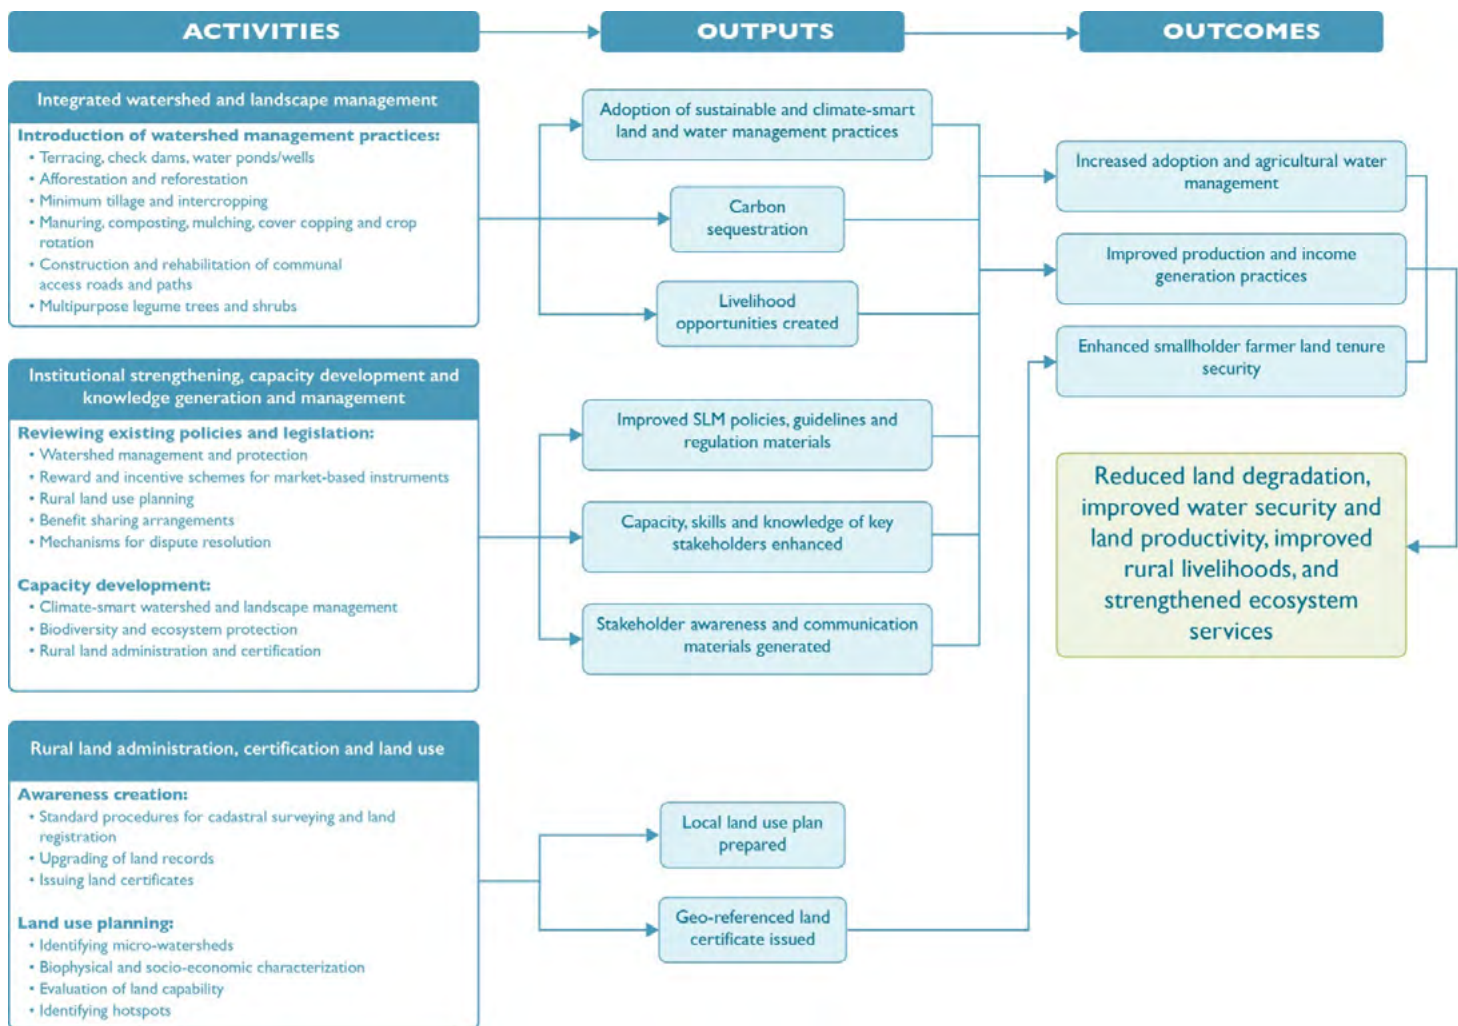 ACTIVITIES
OUTPUTS
OUTCOMES
Integrated watershed and landscape management
Introduction of watershed management practices:
• Terracing, check dams, water ponds/wells
• Afforestation and reforestation
• Minimum tillage and intercropping
• Manuring, composting, mulching, cover copping and crop
rotation
• Construction and rehabilitation of communal
access roads and paths
• Multipurpose legume trees and shrubs
Institutional strengthening, capacity development and
knowledge generation and management
Reviewing existing policies and legislation:
• Watershed management and protection
• Reward and incentive schemes for market-based instruments
• Rural land use planning
• Benefit sharing arrangements
• Mechanisms for dispute resolution
Capacity development:
• Climate-smart watershed and landscape management
• Biodiversity and ecosystem protection
• Rural land administration and certification
Rural land administration, certification and land use
Awareness creation:
• Standard procedures for cadastral surveying and land
registration
• Upgrading of land records
• Issuing land certificates
Land use planning:
• Identifying micro-watersheds
• Biophysical and socio-economic characterization
• Evaluation of land capability
• Identifying hotspots
Adoption of sustainable and climate-smart
land and water management practices
Carbon
sequestration
Livelihood
opportunities created
Improved SLM policies, guidelines and
regulation materials
Capacity, skills and knowledge of key
stakeholders enhanced
Stakeholder awareness and communication
materials generated
Local land use plan
prepared
Geo-referenced land
certificate issued
Increased adoption and agricultural water
management
Improved production and income
generation practices
Enhanced smallholder farmer land tenure
security
Reduced land degradation,
improved water security and
land productivity, improved
rural livelihoods, and
strengthened ecosystem
services